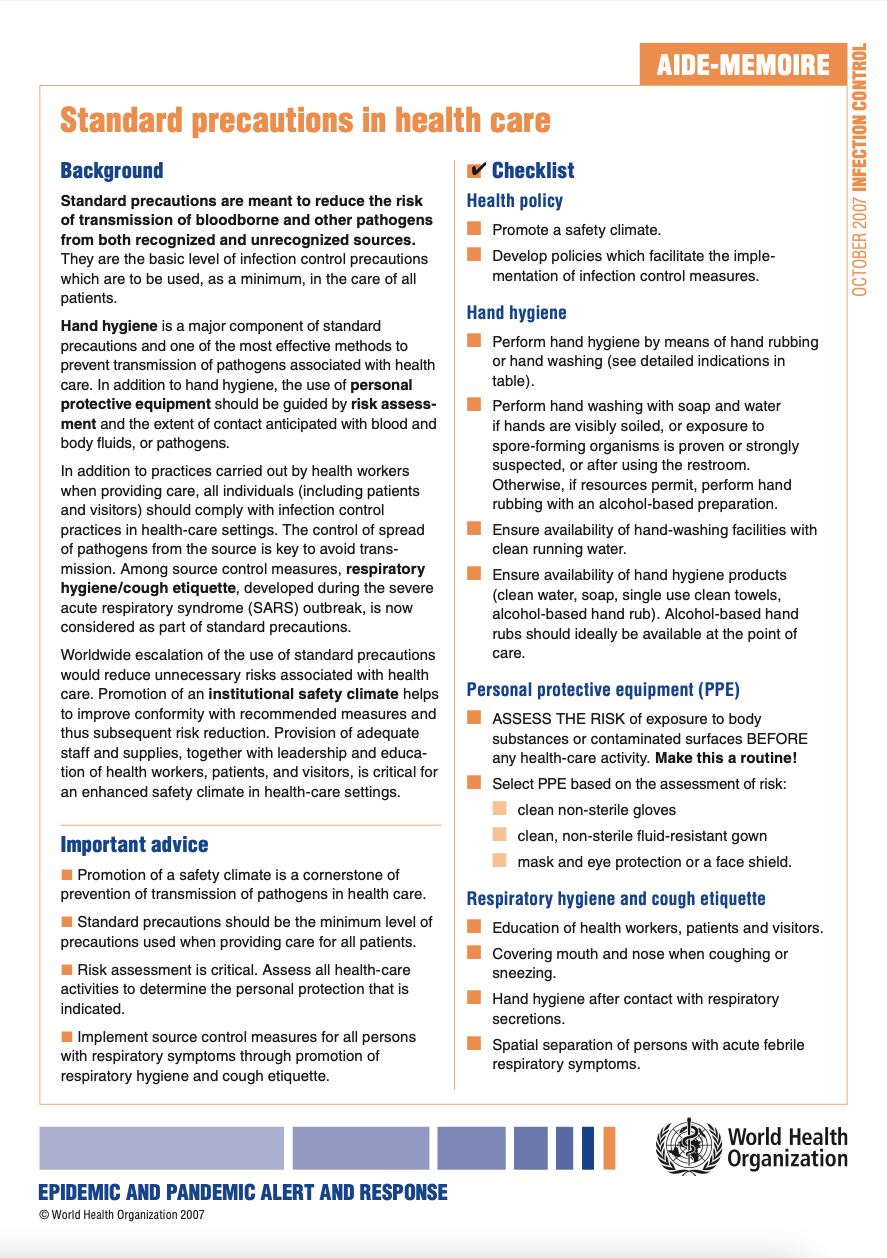 AIDE-MEMOIRE
OCTOBER 2007 INFECTION CONTROL
Standard precautions in health care
Background
Standard precautions are meant to reduce the risk
of transmission of bloodborne and other pathogens
from both recognized and unrecognized sources.
They are the basic level of infection control precautions
which are to be used, as a minimum, in the care of all
patients.
Hand hygiene is a major component of standard
precautions and one of the most effective methods to
prevent transmission of pathogens associated with health
care. In addition to hand hygiene, the use of personal
protective equipment should be guided by risk assess-
ment and the extent of contact anticipated with blood and
body fluids, or pathogens.
In addition to practices carried out by health workers
when providing care, all individuals (including patients
and visitors) should comply with infection control
practices in health-care settings. The control of spread
of pathogens from the source is key to avoid trans-
mission. Among source control measures, respiratory
hygiene/cough etiquette, developed during the severe
acute respiratory syndrome (SARS) outbreak, is now
considered as part of standard precautions.
Worldwide escalation of the use of standard precautions
would reduce unnecessary risks associated with health
care. Promotion of an institutional safety climate helps
to improve conformity with recommended measures and
thus subsequent risk reduction. Provision of adequate
staff and supplies, together with leadership and educa-
tion of health workers, patients, and visitors, is critical for
an enhanced safety climate in health-care settings.
Important advice
Promotion of a safety climate is a cornerstone of
prevention of transmission of pathogens in health care.
Standard precautions should be the minimum level of
precautions used when providing care for all patients.
Risk assessment is critical. Assess all health-care
activities to determine the personal protection that is
indicated.
Implement source control measures for all persons
with respiratory symptoms through promotion of
respiratory hygiene and cough etiquette.
Checklist
Health policy
Promote a safety climate.
Develop policies which facilitate the imple-
mentation of infection control measures.
Hand hygiene
Perform hand hygiene by means of hand rubbing
or hand washing (see detailed indications in
table).
Perform hand washing with soap and water
if hands are visibly soiled, or exposure to
spore-forming organisms is proven or strongly
suspected, or after using the restroom.
Otherwise, if resources permit, perform hand
rubbing with an alcohol-based preparation.
Ensure availability of hand-washing facilities with
clean running water.
Ensure availability of hand hygiene products
(clean water, soap, single use clean towels,
alcohol-based hand rub). Alcohol-based hand
rubs should ideally be available at the point of
care.
Personal protective equipment (PPE)
ASSESS THE RISK of exposure to body
substances or contaminated surfaces BEFORE
any health-care activity. Make this a routine!
Select PPE based on the assessment of risk:
clean non-sterile gloves
clean, non-sterile fluid-resistant gown
mask and eye protection or a face shield.
Respiratory hygiene and cough etiquette
Education of health workers, patients and visitors.
Covering mouth and nose when coughing or
sneezing.
Hand hygiene after contact with respiratory
secretions.
Spatial separation of persons with acute febrile
respiratory symptoms.
World Health
Organization
EPIDEMIC AND PANDEMIC ALERT AND RESPONSE
© World Health Organization 2007